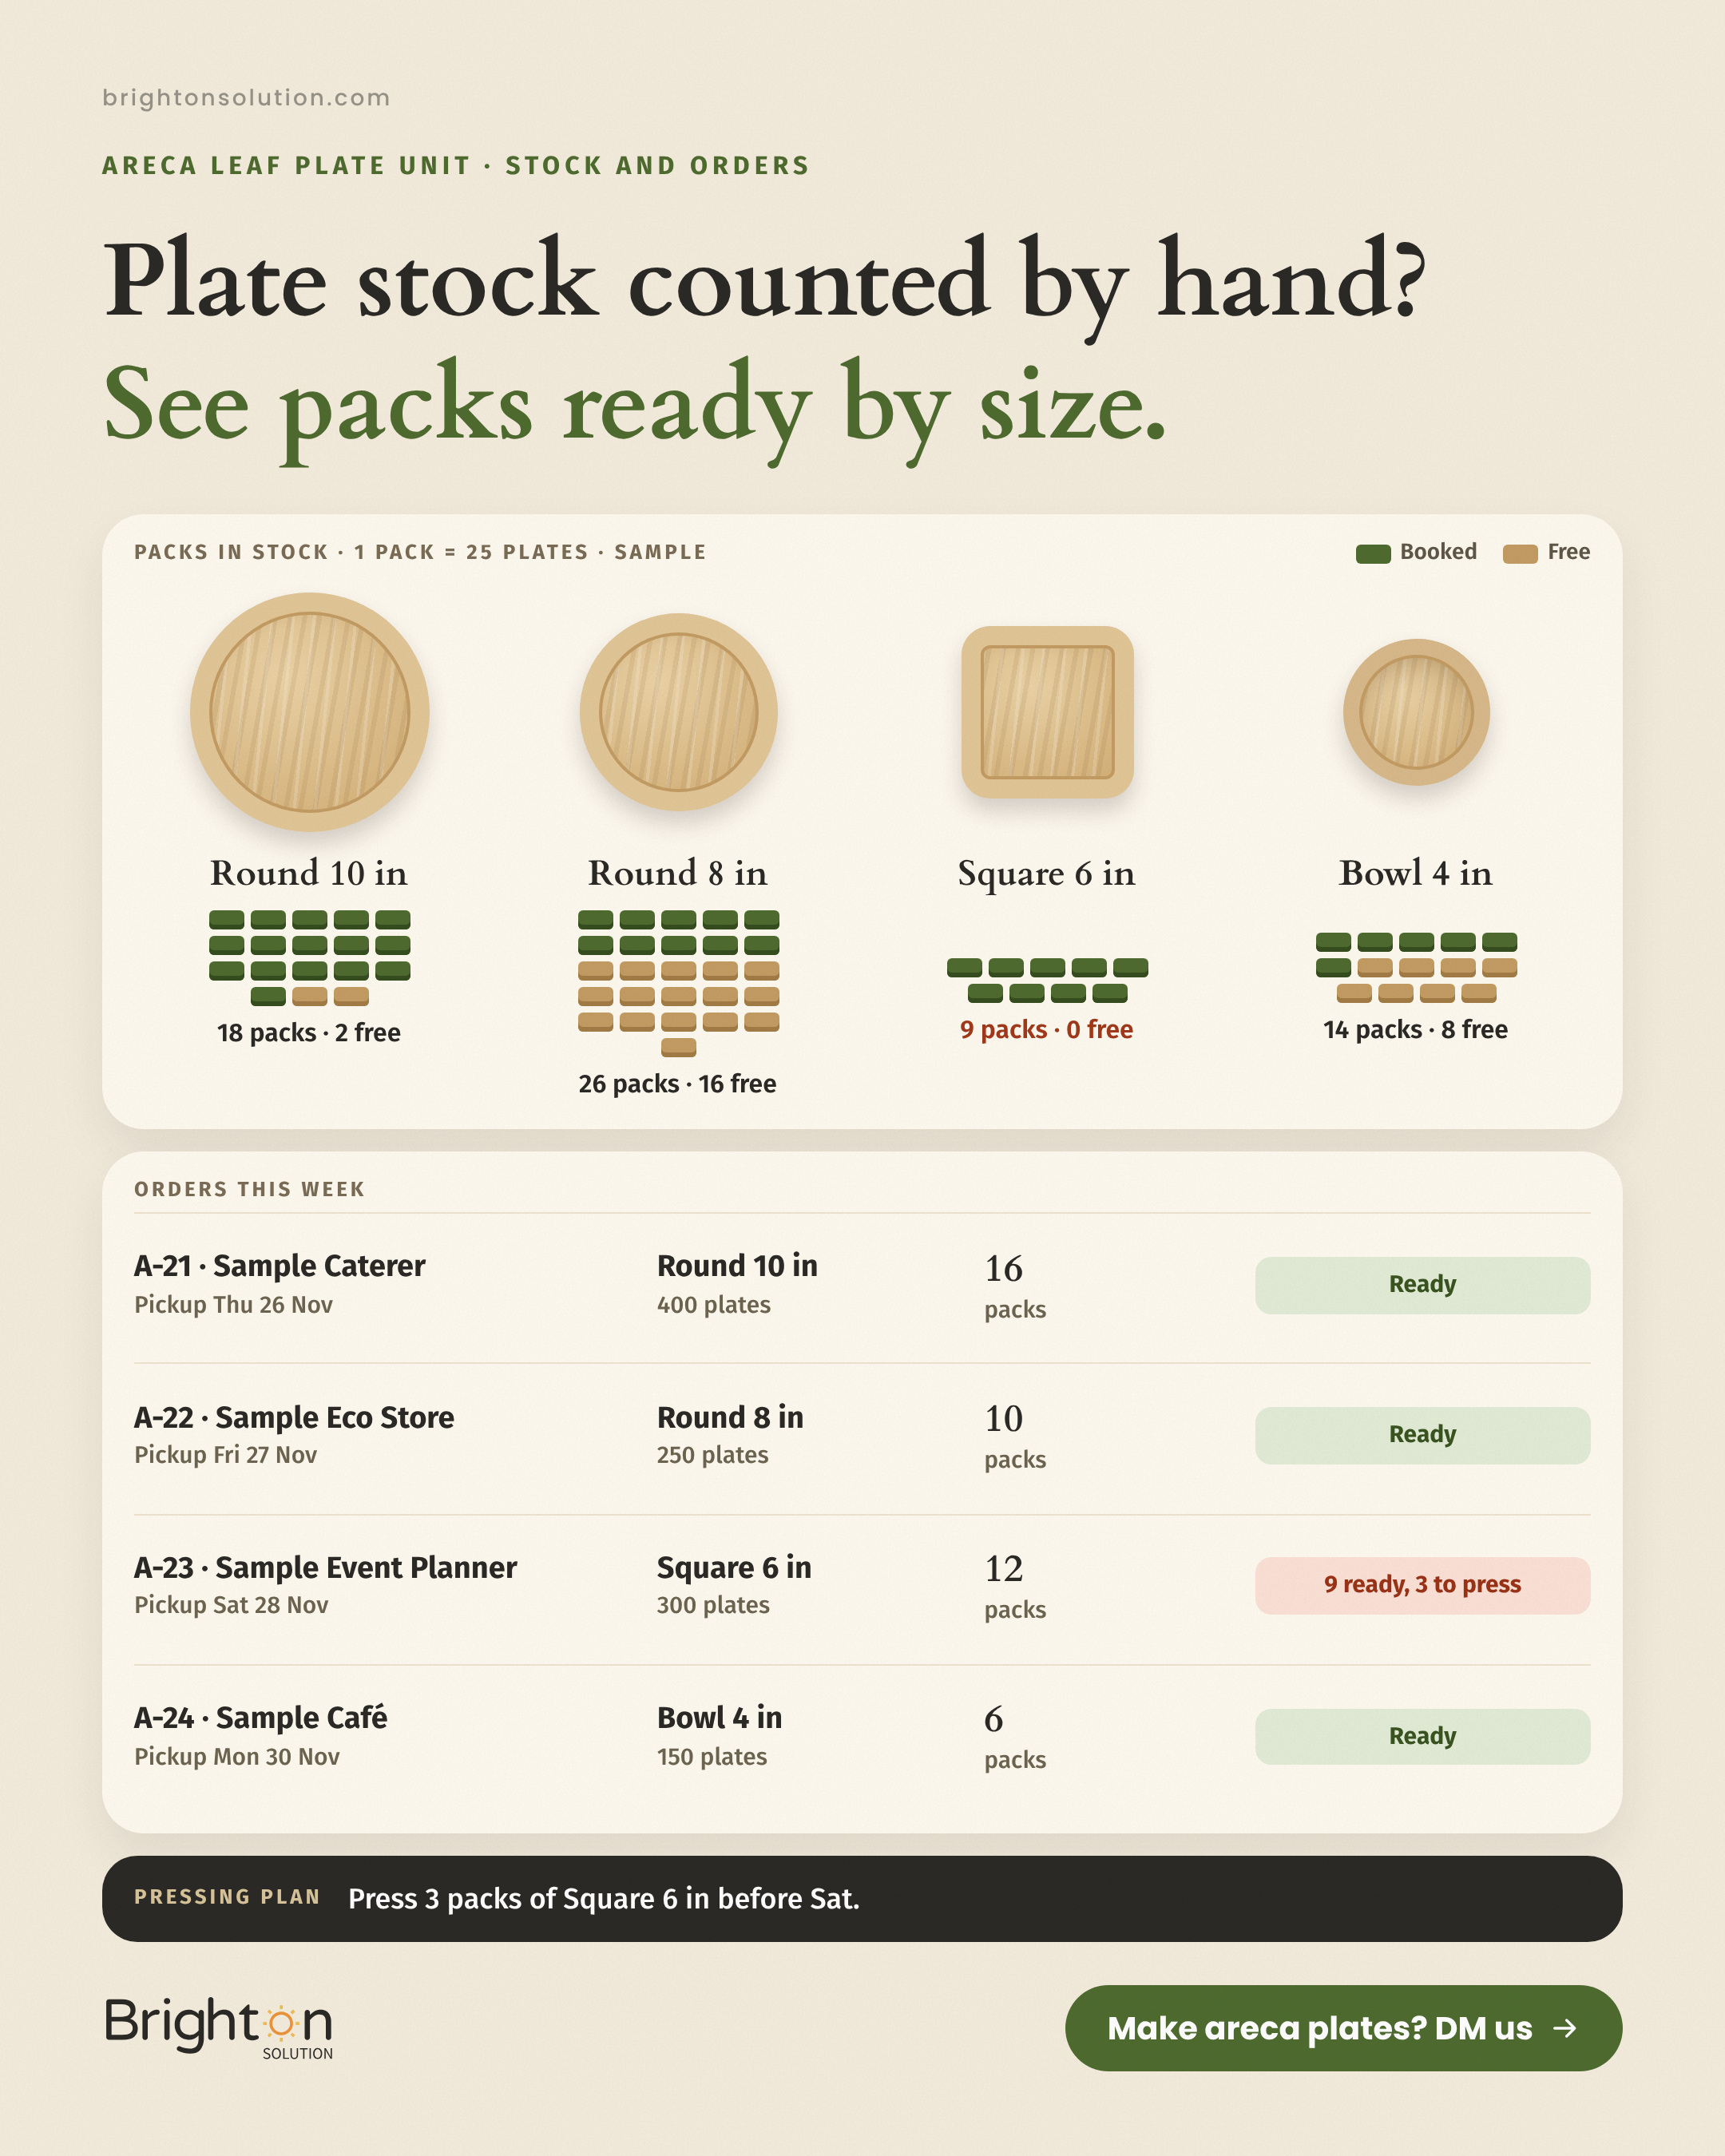 brightonsolution.com
ARECA LEAF PLATE UNIT · STOCK AND ORDERS
Plate stock counted by hand?
See packs ready by size.
PACKS IN STOCK · 1 PACK = 25 PLATES · SAMPLE
Booked
Free
Round 10 in
18 packs · 2 free
Round 8 in
26 packs · 16 free
Square 6 in
9 packs · 0 free
Bowl 4 in
14 packs · 8 free
ORDERS THIS WEEK
A-21 · Sample Caterer
Pickup Thu 26 Nov
Round 10 in
400 plates
16
packs
Ready
A-22 · Sample Eco Store
Pickup Fri 27 Nov
Round 8 in
250 plates
10
packs
Ready
A-23 · Sample Event Planner
Pickup Sat 28 Nov
Square 6 in
300 plates
12
packs
9 ready, 3 to press
A-24 · Sample Café
Pickup Mon 30 Nov
Bowl 4 in
150 plates
6
packs
Ready
PRESSING PLAN Press 3 packs of Square 6 in before Sat.
Brighton
SOLUTION
Make areca plates? DM us →